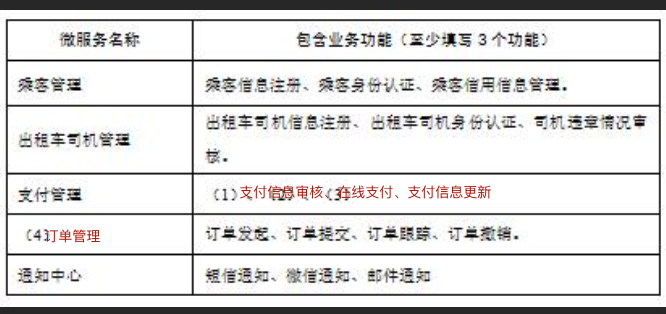 微服务名称 包含业务功能（至少填写 3 个功能）
乘客管理 乘客信息注册、乘客身份认证、乘客信用信息管理。
出租车司机管理 出租车司机信息注册、出租车司机身份认证、司机违章情况审
核。
支付管理 （1）支付信息审核、在线支付、支付信息更新
（4）订单管理 订单发起、订单提交、订单跟踪、订单撤销。
通知中心 短信通知、微信通知、邮件通知